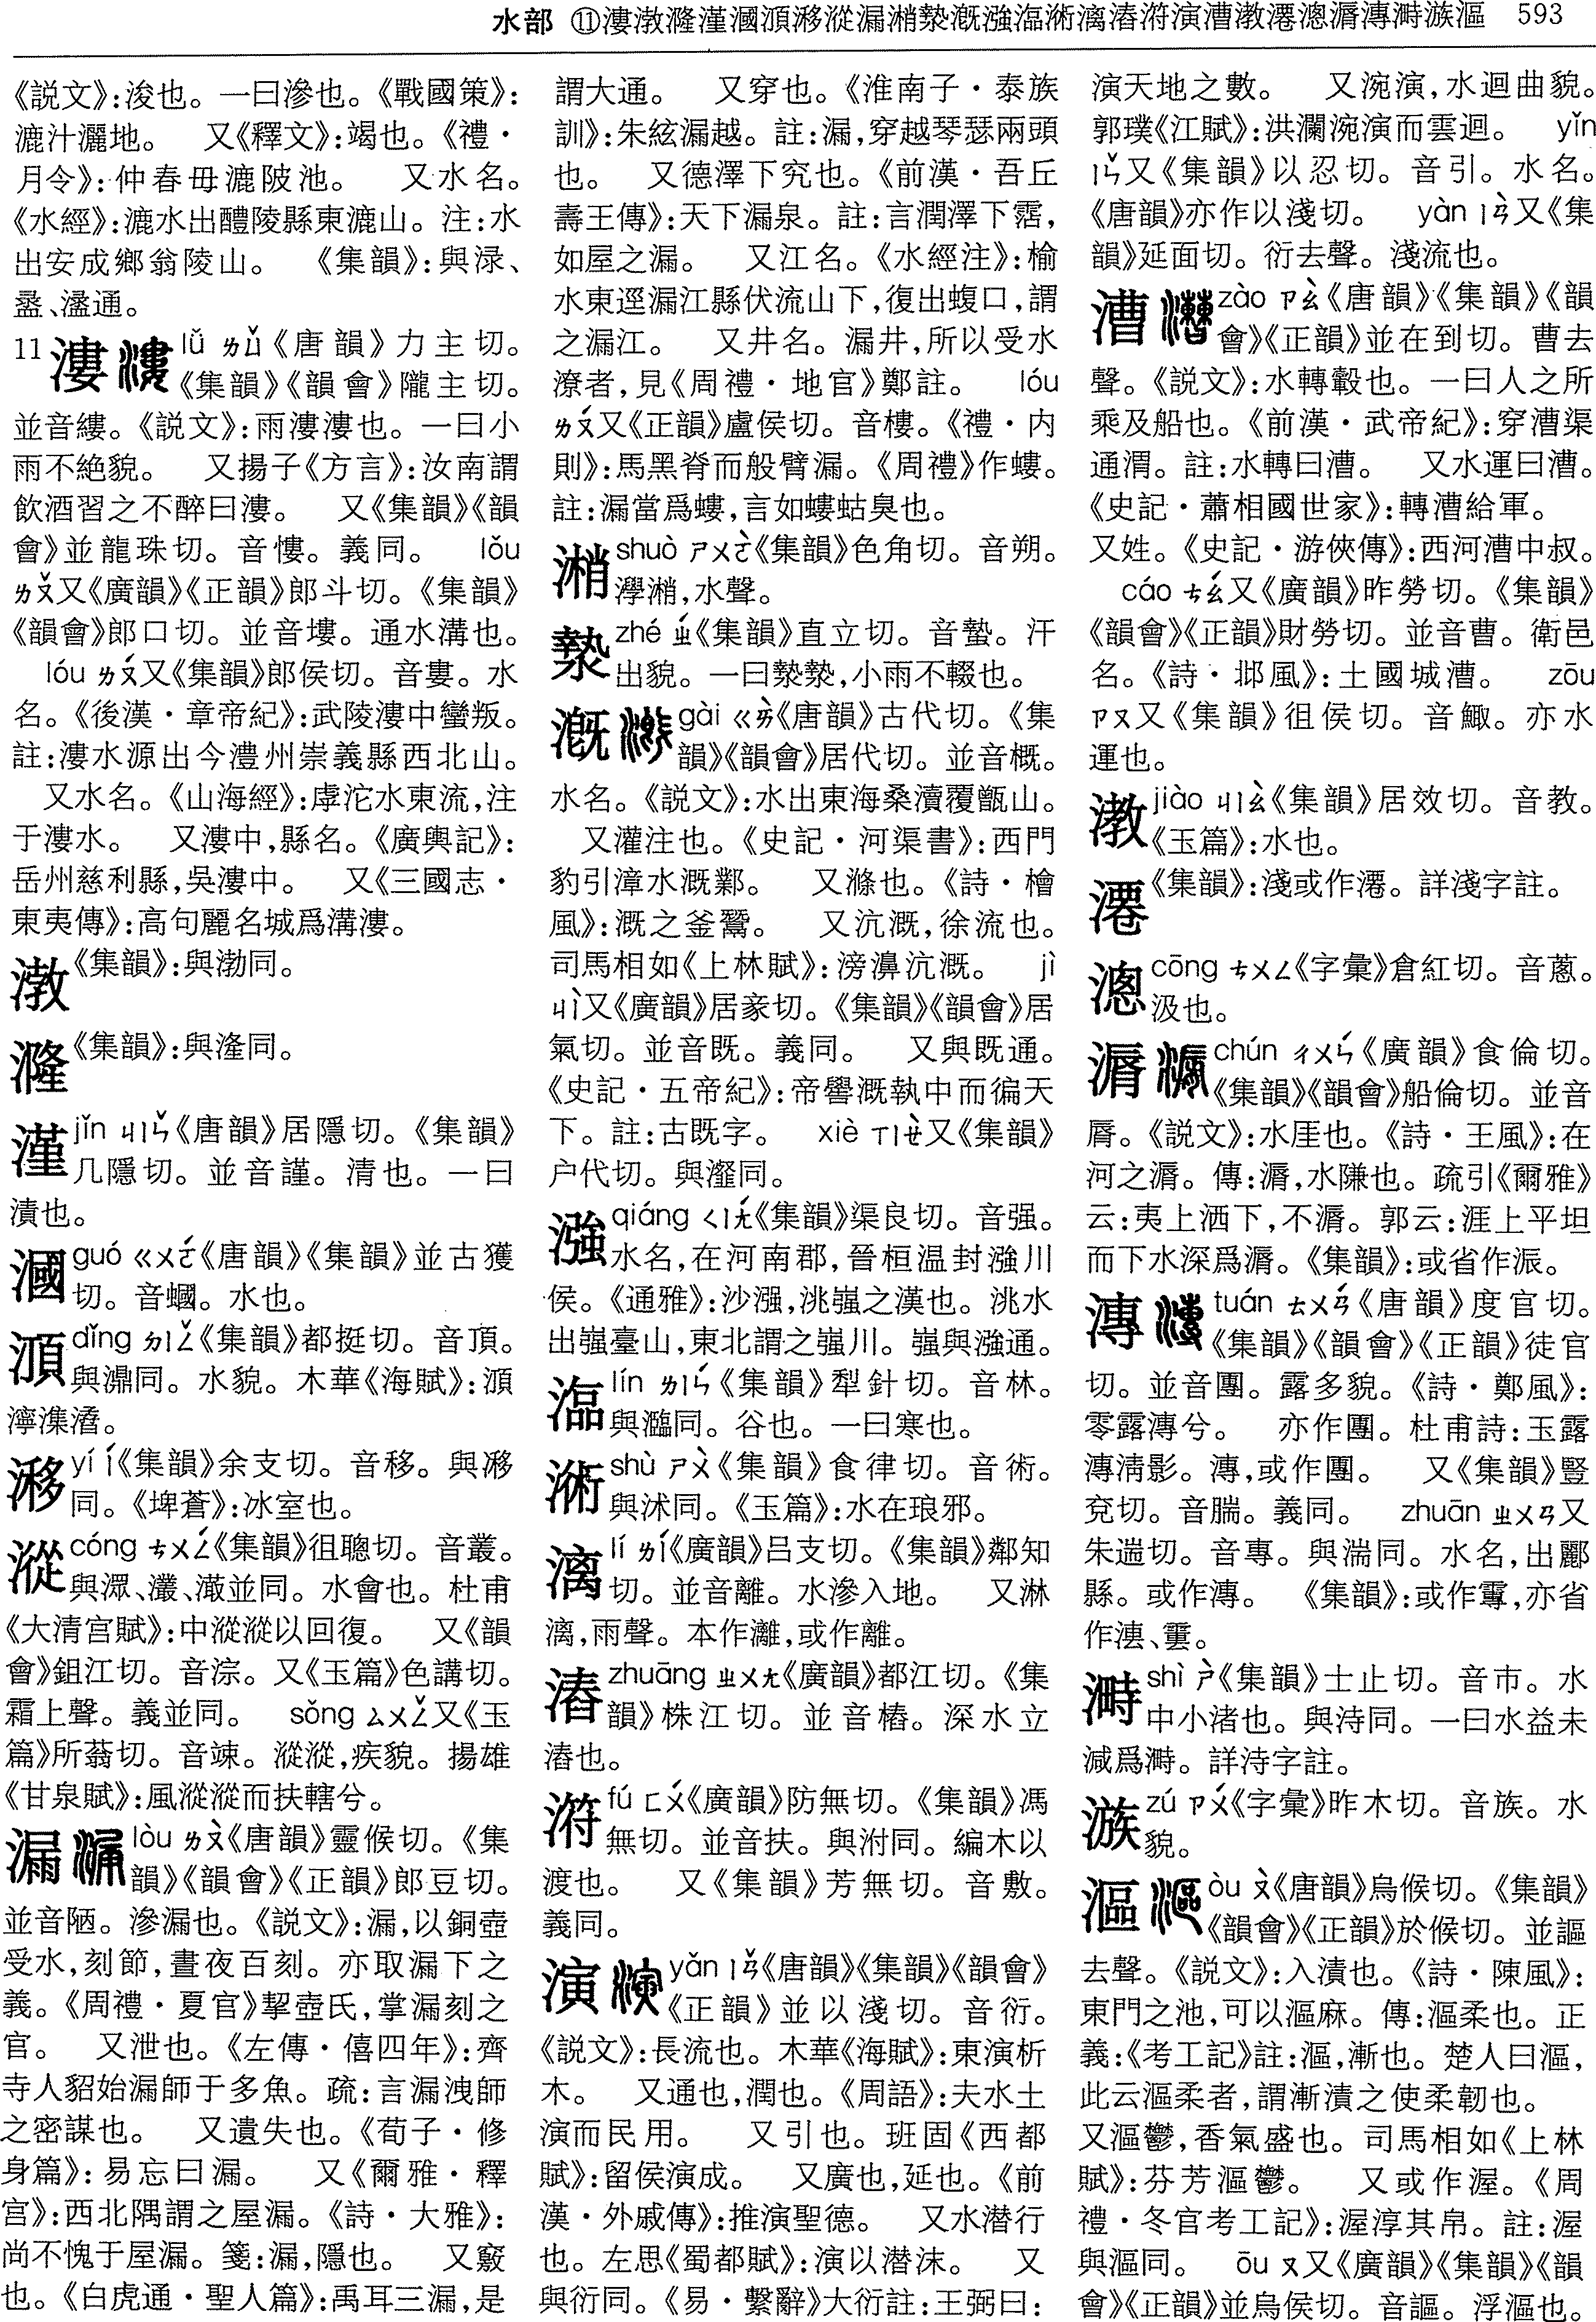 水部 ⑪漊漖漋漌漍㵀㴿漎漏潲漐漑漒㵉㵂漓㴵㵗演漕漖㵊漗漘漙㵓㵀漚 593
《説文》:浚也。一曰滲也。《戰國策》:
漉汁灑地。 又《釋文》:竭也。《禮·
月令》:仲春毋漉陂池。 又水名。
《水經》:漉水出醴陵縣東漉山。注:水
出安成鄉翁陵山。 《集韻》:與渌、
盝、盪通。
11 漊 lǚ ㄌㄩˇ《唐韻》力主切。
《集韻》《韻會》隴主切。
並音縷。《説文》:雨漊漊也。一曰小
雨不絶貌。 又揚子《方言》:汝南謂
飲酒習之不醉曰漊。 又《集韻》《韻
會》並龍珠切。音慺。義同。 lǒu
ㄌㄡˇ又《廣韻》《正韻》郎斗切。《集韻》
《韻會》郎口切。並音塿。通水溝也。
lóu ㄌㄡˊ又《集韻》郎侯切。音婁。水
名。《後漢·章帝紀》:武陵漊中蠻叛。
註:漊水源出今澧州崇義縣西北山。
又水名。《山海經》:虖沱水東流,注
于漊水。 又漊中,縣名。《廣輿記》:
岳州慈利縣,吳漊中。 又《三國志·
東夷傳》:高句麗名城爲溝漊。
《集韻》:與渤同。
漋 《集韻》:與湰同。
漌 jǐn ㄐㄧㄣˇ《唐韻》居隱切。《集韻》
几隱切。並音謹。清也。一曰
漬也。
漍 guó ㄍㄨㄛˊ《唐韻》《集韻》並古獲
切。音蟈。水也。
dǐng ㄉㄧㄥˇ《集韻》都挺切。音頂。
與濎同。水貌。木華《海賦》:
濘潗㵫。
yí ㄧˊ《集韻》余支切。音移。與
同。《埤蒼》:冰室也。
漎 cóng ㄘㄨㄥˊ《集韻》徂聰切。音叢。
與潀、灇、潨並同。水會也。杜甫
《大清宫賦》:中漎漎以回復。 又《韻
會》鉏江切。音淙。又《玉篇》色講切。
霜上聲。義並同。 sǒng ㄙㄨㄥˇ又《玉
篇》所蓊切。音竦。漎漎,疾貌。揚雄
《甘泉賦》:風漎漎而扶轄兮。
漏 lòu ㄌㄡˋ《唐韻》靈候切。《集
韻》《韻會》《正韻》郎豆切。
並音陋。滲漏也。《説文》:漏,以銅壺
受水,刻節,晝夜百刻。亦取漏下之
義。《周禮·夏官》挈壺氏,掌漏刻之
官。 又泄也。《左傳·僖四年》:齊
寺人貂始漏師于多魚。疏:言漏洩師
之密謀也。 又遺失也。《荀子·修
身篇》:易忘曰漏。 又《爾雅·釋
宫》:西北隅謂之屋漏。《詩·大雅》:
尚不愧于屋漏。箋:漏,隱也。 又竅
也。《白虎通·聖人篇》:禹耳三漏,是
謂大通。 又穿也。《淮南子·泰族
訓》:朱絃漏越。註:漏,穿越琴瑟兩頭
也。 又德澤下究也。《前漢·吾丘
壽王傳》:天下漏泉。註:言潤澤下霑,
如屋之漏。 又江名。《水經注》:榆
水東逕漏江縣伏流山下,復出蝮口,謂
之漏江。 又井名。漏井,所以受水
潦者,見《周禮·地官》鄭註。 lóu
ㄌㄡˊ又《正韻》盧侯切。音樓。《禮·内
則》:馬黑脊而般臂漏。《周禮》作螻。
註:漏當爲螻,言如螻蛄臭也。
shuò ㄕㄨㄛˋ《集韻》色角切。音朔。
澩,水聲。
漐 zhé ㄓㄜˊ《集韻》直立切。音蟄。汗
出貌。一曰漐漐,小雨不輟也。
漑 gài ㄍㄞˋ《唐韻》古代切。《集
韻》《韻會》居代切。並音概。
水名。《説文》:水出東海桑瀆覆甑山。
又灌注也。《史記·河渠書》:西門
豹引漳水漑鄴。 又滌也。《詩·檜
風》:漑之釜鬵。 又沆漑,徐流也。
司馬相如《上林賦》:滂濞沆漑。 jì
ㄐㄧˋ又《廣韻》居豙切。《集韻》《韻會》居
氣切。並音既。義同。 又與既通。
《史記·五帝紀》:帝嚳漑執中而徧天
下。註:古既字。 xiè ㄒㄧㄝˋ又《集韻》
户代切。與瀣同。
漒 qiáng ㄑㄧㄤˊ《集韻》渠良切。音强。
水名,在河南郡,晉桓温封漒川
侯。《通雅》:沙漒,洮嵹之漢也。洮水
出嵹臺山,東北謂之嵹川。嵹與漒通。
lín ㄌㄧㄣˊ《集韻》犁針切。音林。
與灆同。谷也。一曰寒也。
shù ㄕㄨˋ《集韻》食律切。音術。
與沭同。《玉篇》:水在琅邪。
漓 lí ㄌㄧˊ《廣韻》吕支切。《集韻》鄰知
切。並音離。水滲入地。 又淋
漓,雨聲。本作灕,或作離。
zhuāng ㄓㄨㄤ《廣韻》都江切。《集
韻》株江切。並音樁。深水立
也。
fú ㄈㄨˊ《廣韻》防無切。《集韻》馮
無切。並音扶。與泭同。編木以
渡也。 又《集韻》芳無切。音敷。
義同。
演 yǎn ㄧㄢˇ《唐韻》《集韻》《韻會》
《正韻》並以淺切。音衍。
《説文》:長流也。木華《海賦》:東演析
木。 又通也,潤也。《周語》:夫水土
演而民用。 又引也。班固《西都
賦》:留侯演成。 又廣也,延也。《前
漢·外戚傳》:推演聖德。 又水潜行
也。左思《蜀都賦》:演以潜沫。 又
與衍同。《易·繫辭》大衍註:王弼曰:
演天地之數。 又涴演,水迴曲貌。
郭璞《江賦》:洪瀾涴演而雲迴。 yǐn
ㄧㄣˇ又《集韻》以忍切。音引。水名。
《唐韻》亦作以淺切。 yàn ㄧㄢˋ又《集
韻》延面切。衍去聲。淺流也。
漕 zào ㄗㄠˋ《唐韻》《集韻》《韻
會》《正韻》並在到切。曹去
聲。《説文》:水轉轂也。一曰人之所
乘及船也。《前漢·武帝紀》:穿漕渠
通渭。註:水轉曰漕。 又水運曰漕。
《史記·蕭相國世家》:轉漕給軍。
又姓。《史記·游俠傳》:西河漕中叔。
cáo ㄘㄠˊ又《廣韻》昨勞切。《集韻》
《韻會》《正韻》財勞切。並音曹。衛邑
名。《詩·邶風》:土國城漕。 zōu
ㄗㄡ又《集韻》徂侯切。音鯫。亦水
運也。
漖 jiào ㄐㄧㄠˋ《集韻》居效切。音教。
《玉篇》:水也。
《集韻》:淺或作。詳淺字註。
漗 cōng ㄘㄨㄥ《字彙》倉紅切。音蔥。
汲也。
漘 chún ㄔㄨㄣˊ《廣韻》食倫切。
《集韻》《韻會》船倫切。並音
脣。《説文》:水厓也。《詩·王風》:在
河之漘。傳:漘,水隒也。疏引《爾雅》
云:夷上洒下,不漘。郭云:涯上平坦
而下水深爲漘。《集韻》:或省作㖘。
漙 tuán ㄊㄨㄢˊ《唐韻》度官切。
《集韻》《韻會》《正韻》徒官
切。並音團。露多貌。《詩·鄭風》:
零露漙兮。 亦作團。杜甫詩:玉露
漙清影。漙,或作團。 又《集韻》豎
兗切。音腨。義同。 zhuān ㄓㄨㄢ又
朱遄切。音專。與湍同。水名,出酈
縣。或作漙。 《集韻》:或作,亦省
作、。
shì ㄕˋ《集韻》士止切。音市。水
中小渚也。與洔同。一曰水益未
減爲。詳洔字註。
zú ㄗㄨˊ《字彙》昨木切。音族。水
貌。
漚 òu ㄡˋ《唐韻》烏候切。《集韻》
《韻會》《正韻》於候切。並謳
去聲。《説文》:入漬也。《詩·陳風》:
東門之池,可以漚麻。傳:漚柔也。正
義:《考工記》註:漚,漸也。楚人曰漚,
此云漚柔者,謂漸漬之使柔韌也。
又漚鬱,香氣盛也。司馬相如《上林
賦》:芬芳漚鬱。 又或作渥。《周
禮·冬官考工記》:渥淳其帛。註:渥
與漚同。 ōu ㄡ又《廣韻》《集韻》《韻
會》《正韻》並烏侯切。音謳。浮漚也。